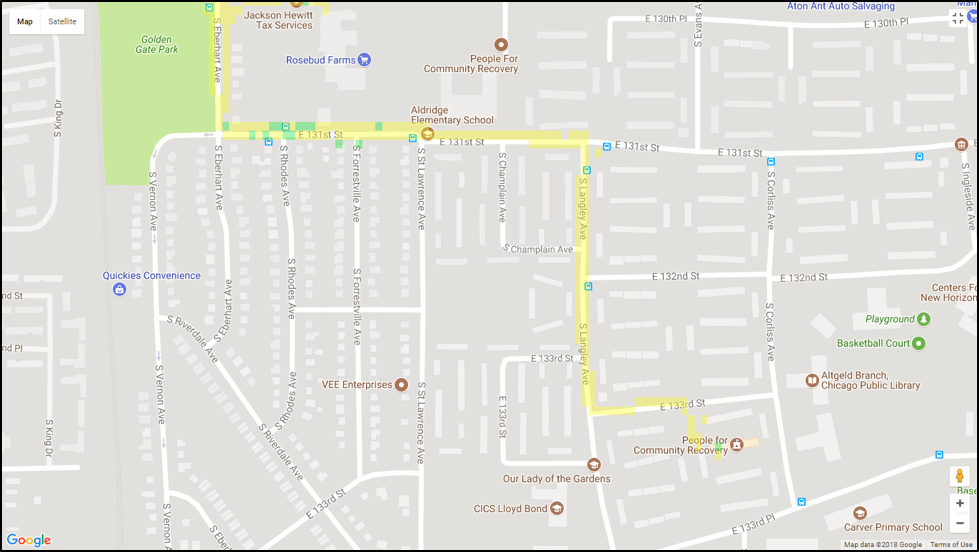 Map
Satellite
Jackson Hewitt
Tax Services
Golden
Gate Park
S Eberhart Ave
Rosebud Farms
People For
Community Recovery
E 130th Pl
S Evans A
Aton Ant Auto Salvaging
E 130th Pl
S King Dr
Aldridge
Elementary School
E 131st St
E 131st St
E 131st St
E 131st St
S Vernon Ave
S Eberhart Ave
S Rhodes Ave
S Forrestville Ave
S St Lawrence Ave
S Champlain Ave
S Langley Ave
S Corliss Ave
S Ingleside Ave
S Champlain Ave
Quickies Convenience
S Eberhart Ave
S Rhodes Ave
S Forrestville Ave
E 132nd St
E 132nd St
Centers Fo
New Horizon
nd St
S Riverdale Ave
S Langley Ave
S Corliss Ave
Playground
Basketball Court
nd Pl
E 133rd St
S Vernon Ave
VEE Enterprises
S St Lawrence Ave
Altgeld Branch,
Chicago Public Library
S Rhodes Ave
E 133rd St
E 133rd St
S King Dr
S Riverdale Ave
People for
Community Recovery
Our Lady of the Gardens
S Vernon Ave
E 133rd St
CICS Lloyd Bond
E 133rd Pl
Carver Primary School
Base
Google
Map data ©2018 Google
Terms of Use